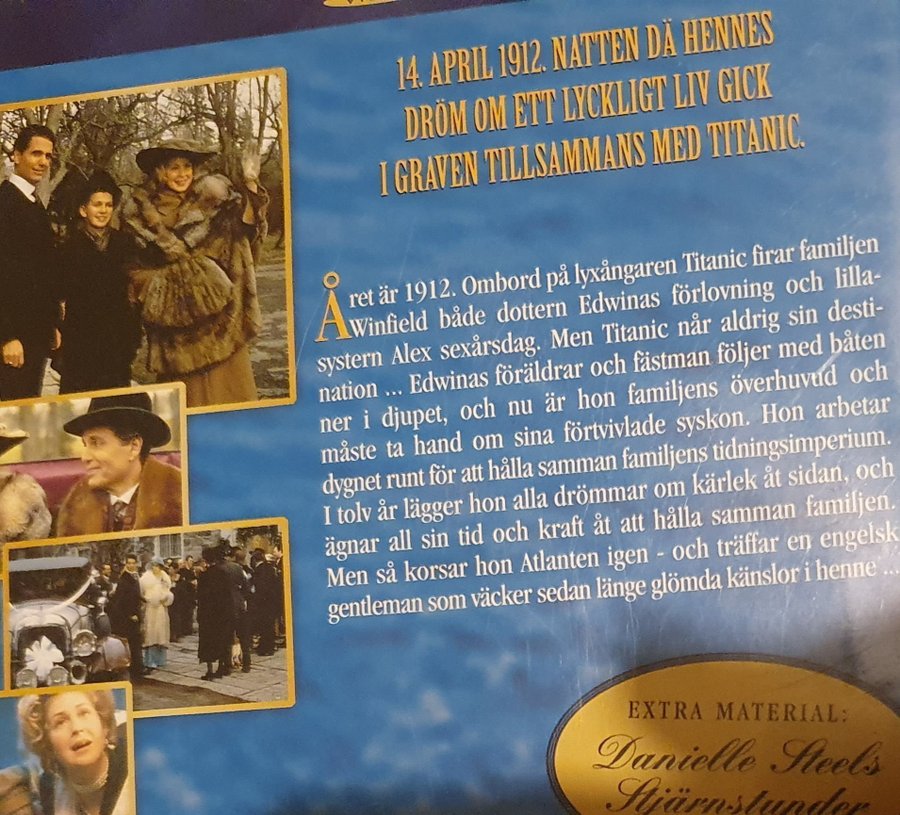 14. APRIL 1912. NATTEN DÅ HENNES
DRÖM OM ETT LYCKLIGT LIV GICK
I GRAVEN TILLSAMMANS MED TITANIC.
Året är 1912. Ombord på lyxångaren Titanic firar familjen
Winfield både dottern Edwinas förlovning och lilla-
systern Alex sexårsdag. Men Titanic når aldrig sin desti-
nation ... Edwinas föräldrar och fästman följer med båten
ner i djupet, och nu är hon familjens överhuvud och
måste ta hand om sina förtvivlade syskon. Hon arbetar
dygnet runt för att hålla samman familjens tidningsimperium.
I tolv år lägger hon alla drömmar om kärlek åt sidan, och
ägnar all sin tid och kraft åt att hålla samman familjen.
Men så korsar hon Atlanten igen - och träffar en engelsk
gentleman som väcker sedan länge glömda känslor i henne ...
EXTRA MATERIAL:
Danielle Steels
Stjärnstunder